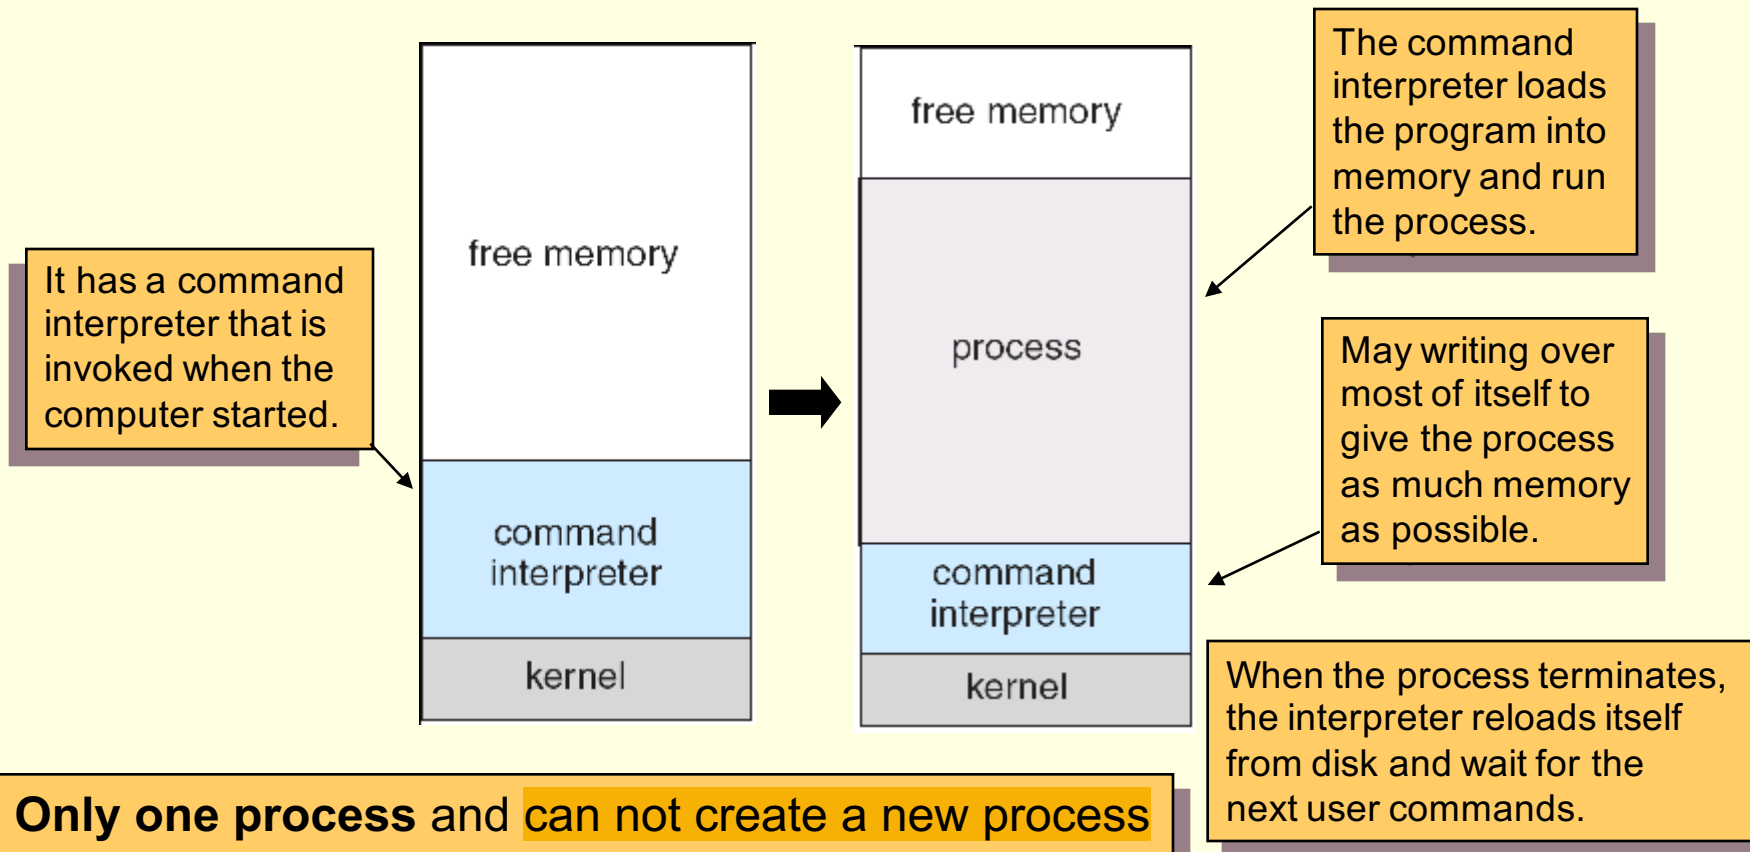 It has a command
interpreter that is
invoked when the
computer started.
free memory
command
interpreter
kernel
free memory
process
command
interpreter
kernel
The command
interpreter loads
the program into
memory and run
the process.
May writing over
most of itself to
give the process
as much memory
as possible.
When the process terminates,
the interpreter reloads itself
from disk and wait for the
next user commands.
Only one process and can not create a new process